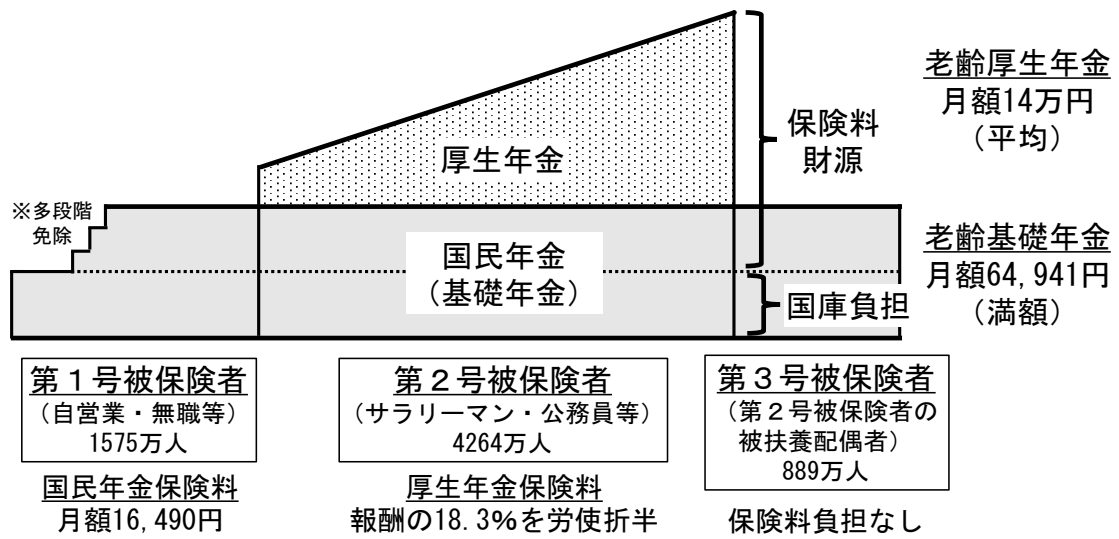 老齢厚生年金
月額14万円
（平均）
保険料
財源
厚生年金
※多段階
免除
国民年金
（基礎年金）
老齢基礎年金
月額64,941円
（満額）
国庫負担
第１号被保険者
（自営業・無職等）
1575万人
国民年金保険料
月額16,490円
第２号被保険者
（サラリーマン・公務員等）
4264万人
厚生年金保険料
報酬の18.3%を労使折半
第３号被保険者
（第２号被保険者の
被扶養配偶者）
889万人
保険料負担なし